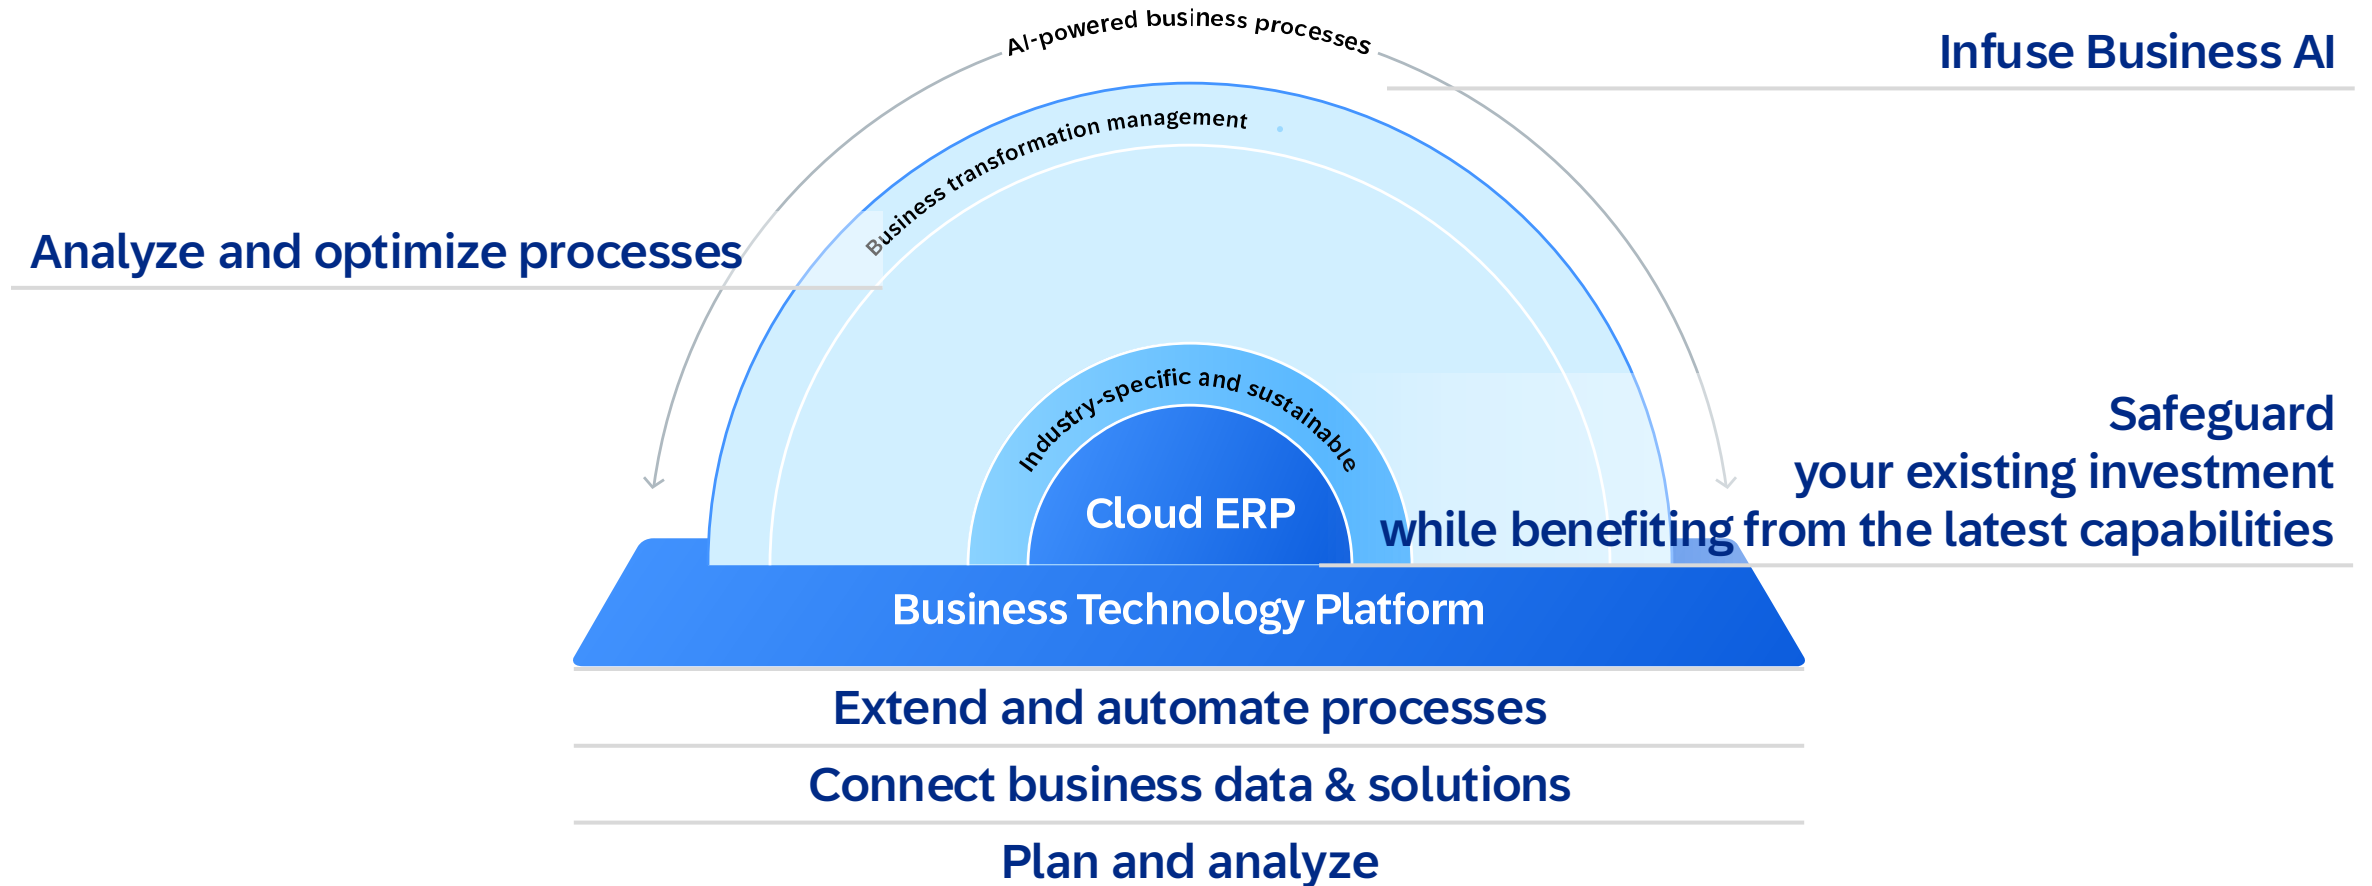 AI-powered business processes
Infuse Business AI
Business transformation management
Analyze and optimize processes
Industry-specific and sustainable
Safeguard
your existing investment
while benefiting from the latest capabilities
Cloud ERP
Business Technology Platform
Extend and automate processes
Connect business data & solutions
Plan and analyze